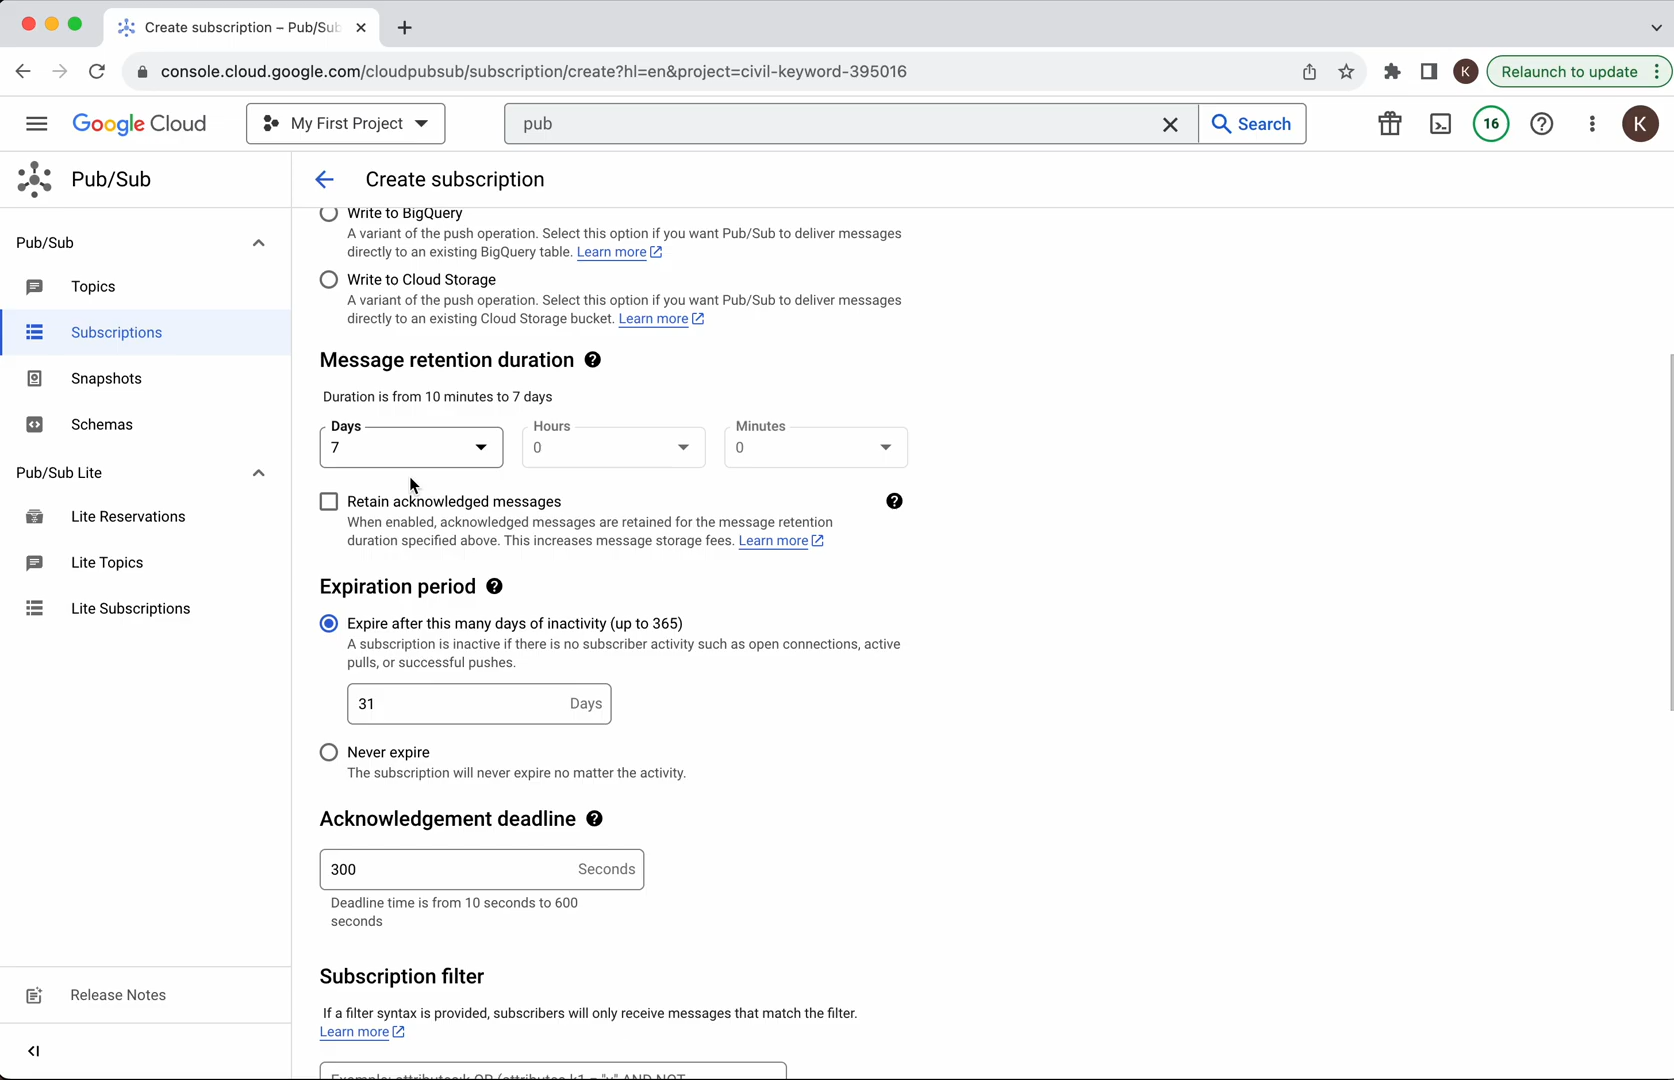 Create subscription – Pub/Sub
console.cloud.google.com/cloudpubsub/subscription/create?hl=en&project=civil-keyword-395016
K
Relaunch to update
Google Cloud
My First Project
pub
Search
16
K
Pub/Sub
Create subscription
Pub/Sub
Topics
Subscriptions
Snapshots
Schemas
Pub/Sub Lite
Lite Reservations
Lite Topics
Lite Subscriptions
Release Notes
Write to BigQuery
A variant of the push operation. Select this option if you want Pub/Sub to deliver messages
directly to an existing BigQuery table. Learn more
Write to Cloud Storage
A variant of the push operation. Select this option if you want Pub/Sub to deliver messages
directly to an existing Cloud Storage bucket. Learn more
Message retention duration
Duration is from 10 minutes to 7 days
Days Hours Minutes
7 0 0
Retain acknowledged messages
When enabled, acknowledged messages are retained for the message retention
duration specified above. This increases message storage fees. Learn more
Expiration period
Expire after this many days of inactivity (up to 365)
A subscription is inactive if there is no subscriber activity such as open connections, active
pulls, or successful pushes.
31 Days
Never expire
The subscription will never expire no matter the activity.
Acknowledgement deadline
300 Seconds
Deadline time is from 10 seconds to 600
seconds
Subscription filter
If a filter syntax is provided, subscribers will only receive messages that match the filter.
Learn more
Example: attributes:k OR (attributes.k1 = "v" AND NOT